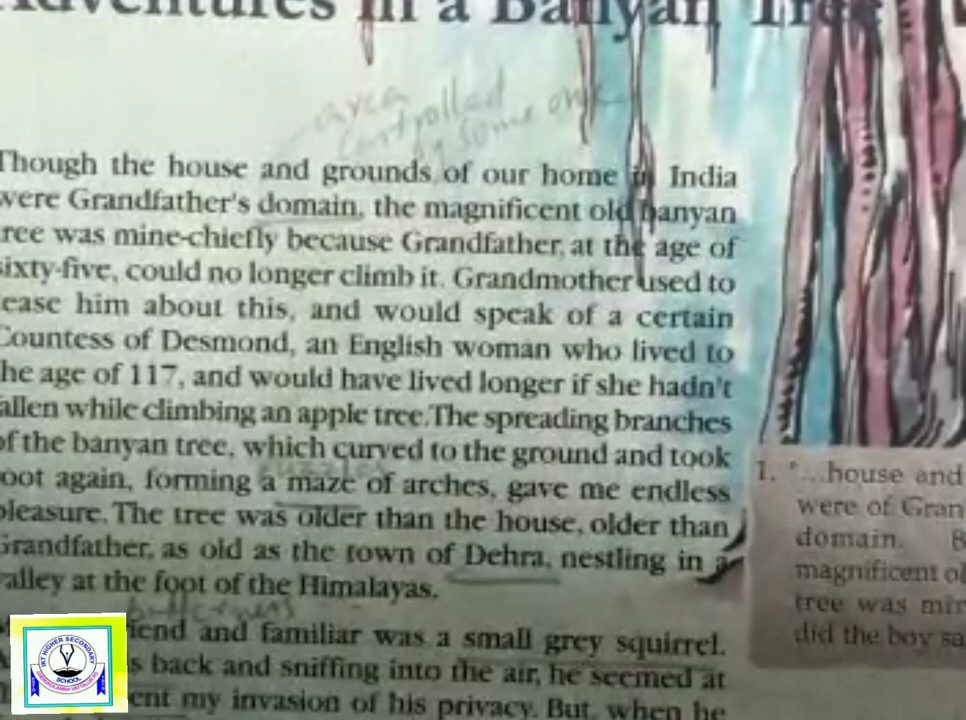 Adventures in a Banyan Tree
area
controlled
by some one
Though the house and grounds of our home in India
were Grandfather's domain, the magnificent old banyan
tree was mine-chiefly because Grandfather, at the age of
sixty-five, could no longer climb it. Grandmother used to
tease him about this, and would speak of a certain
Countess of Desmond, an English woman who lived to
the age of 117, and would have lived longer if she hadn't
fallen while climbing an apple tree. The spreading branches
of the banyan tree, which curved to the ground and took
root again, forming a maze of arches, gave me endless
pleasure. The tree was older than the house, older than
Grandfather, as old as the town of Dehra, nestling in a
valley at the foot of the Himalayas.
friend and familiar was a small grey squirrel.
s back and sniffing into the air, he seemed at
ent my invasion of his privacy. But, when he
1. "...house and
were of Gran
domain. B
magnificent ol
tree was min
did the boy sa
HIGHER SECONDARY
SCHOOL